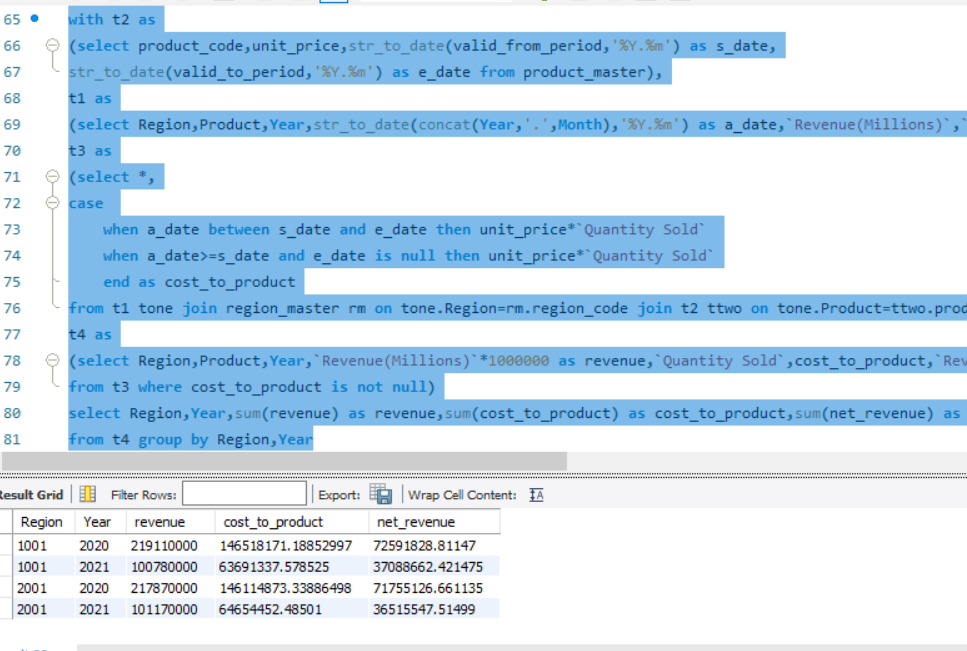 65 with t2 as
66 (select product_code,unit_price,str_to_date(valid_from_period,'%Y.%m') as s_date,
67 str_to_date(valid_to_period,'%Y.%m') as e_date from product_master),
68 t1 as
69 (select Region,Product,Year,str_to_date(concat(Year,'.',Month),'%Y.%m') as a_date,`Revenue(Millions)`,`
70 t3 as
71 (select *,
72 case
73 when a_date between s_date and e_date then unit_price*`Quantity Sold`
74 when a_date>=s_date and e_date is null then unit_price*`Quantity Sold`
75 end as cost_to_product
76 from t1 tone join region_master rm on tone.Region=rm.region_code join t2 ttwo on tone.Product=ttwo.prod
77 t4 as
78 (select Region,Product,Year,`Revenue(Millions)`*1000000 as revenue,`Quantity Sold`,cost_to_product,`Rev
79 from t3 where cost_to_product is not null)
80 select Region,Year,sum(revenue) as revenue,sum(cost_to_product) as cost_to_product,sum(net_revenue) as
81 from t4 group by Region,Year
Result Grid Filter Rows: Export: Wrap Cell Content:
Region Year revenue cost_to_product net_revenue
1001 2020 219110000 146518171.18852997 72591828.81147
1001 2021 100780000 63691337.578525 37088662.421475
2001 2020 217870000 146114873.33886498 71755126.661135
2001 2021 101170000 64654452.48501 36515547.51499